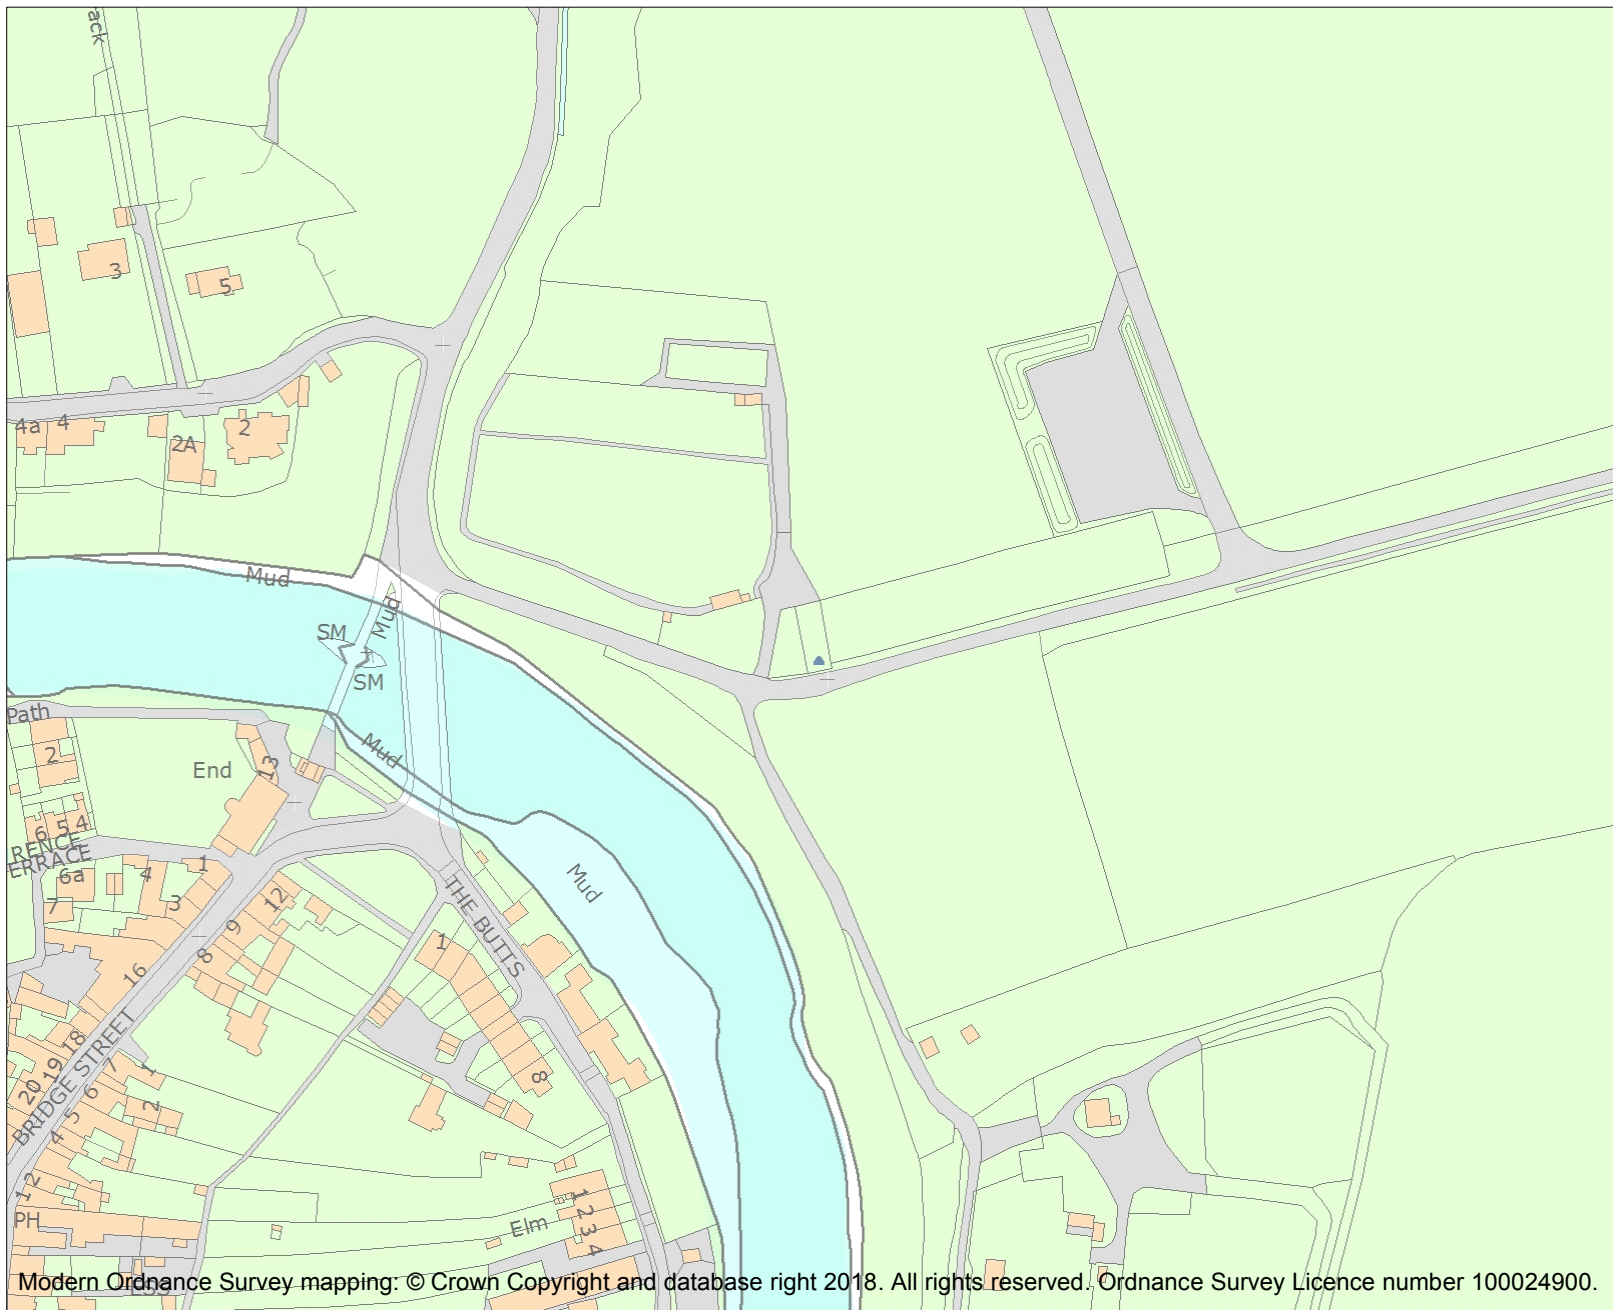 ack
3
5
4a
4
2A
2
Mud
Mud
SM
SM
Path
Mud
2
End
13
6
5
4
RENCE
ERRACE
6a
7
4
3
1
12
9
8
Mud
THE BUTTS
1
16
18
19
20
BRIDGE STREET
7
6
5
4
1
2
8
2
1
PH
Elm
1
2
3
4
Modern Ordnance Survey mapping: © Crown Copyright and database right 2018. All rights reserved. Ordnance Survey Licence number 100024900.